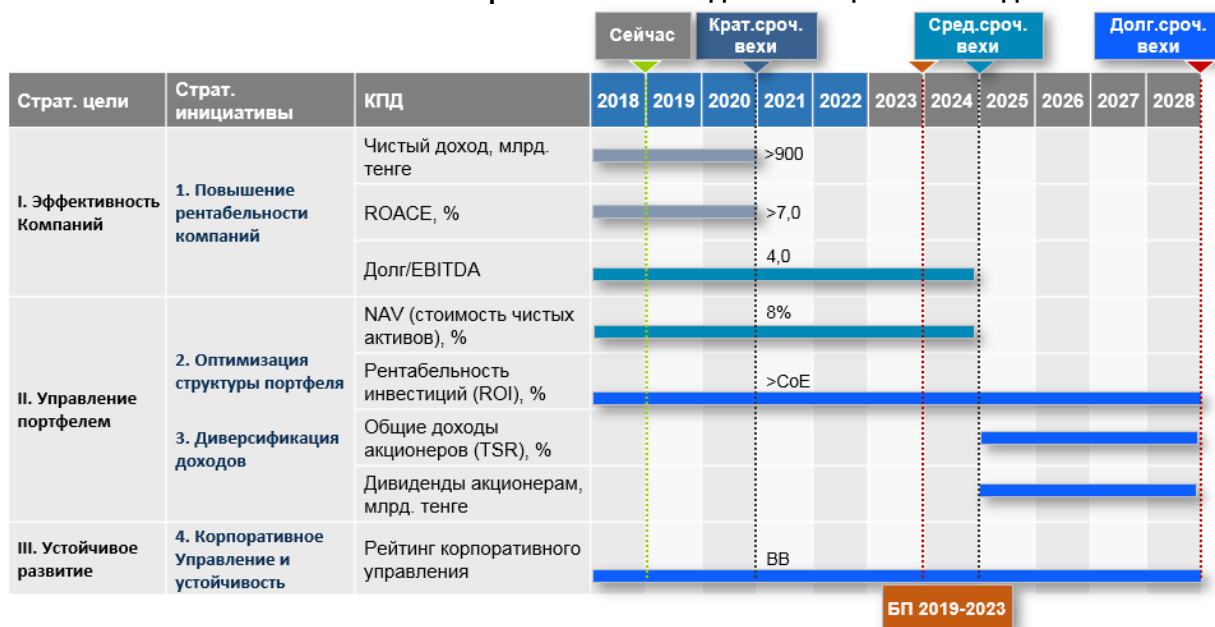 Сейчас
Крат.сроч.
вехи
Сред.сроч.
вехи
Долг.сроч.
вехи
Страт. цели
Страт.
инициативы
КПД
2018 2019 2020 2021 2022 2023 2024 2025 2026 2027 2028
I. Эффективность
Компаний
1. Повышение
рентабельности
компаний
Чистый доход, млрд.
тенге
>900
ROACE, %
>7,0
Долг/EBITDA
4,0
II. Управление
портфелем
2. Оптимизация
структуры портфеля
3. Диверсификация
доходов
NAV (стоимость чистых
активов), %
8%
Рентабельность
инвестиций (ROI), %
>CoE
Общие доходы
акционеров (TSR), %
Дивиденды акционерам,
млрд. тенге
III. Устойчивое
развитие
4. Корпоративное
Управление и
устойчивость
Рейтинг корпоративного
управления
BB
БП 2019-2023